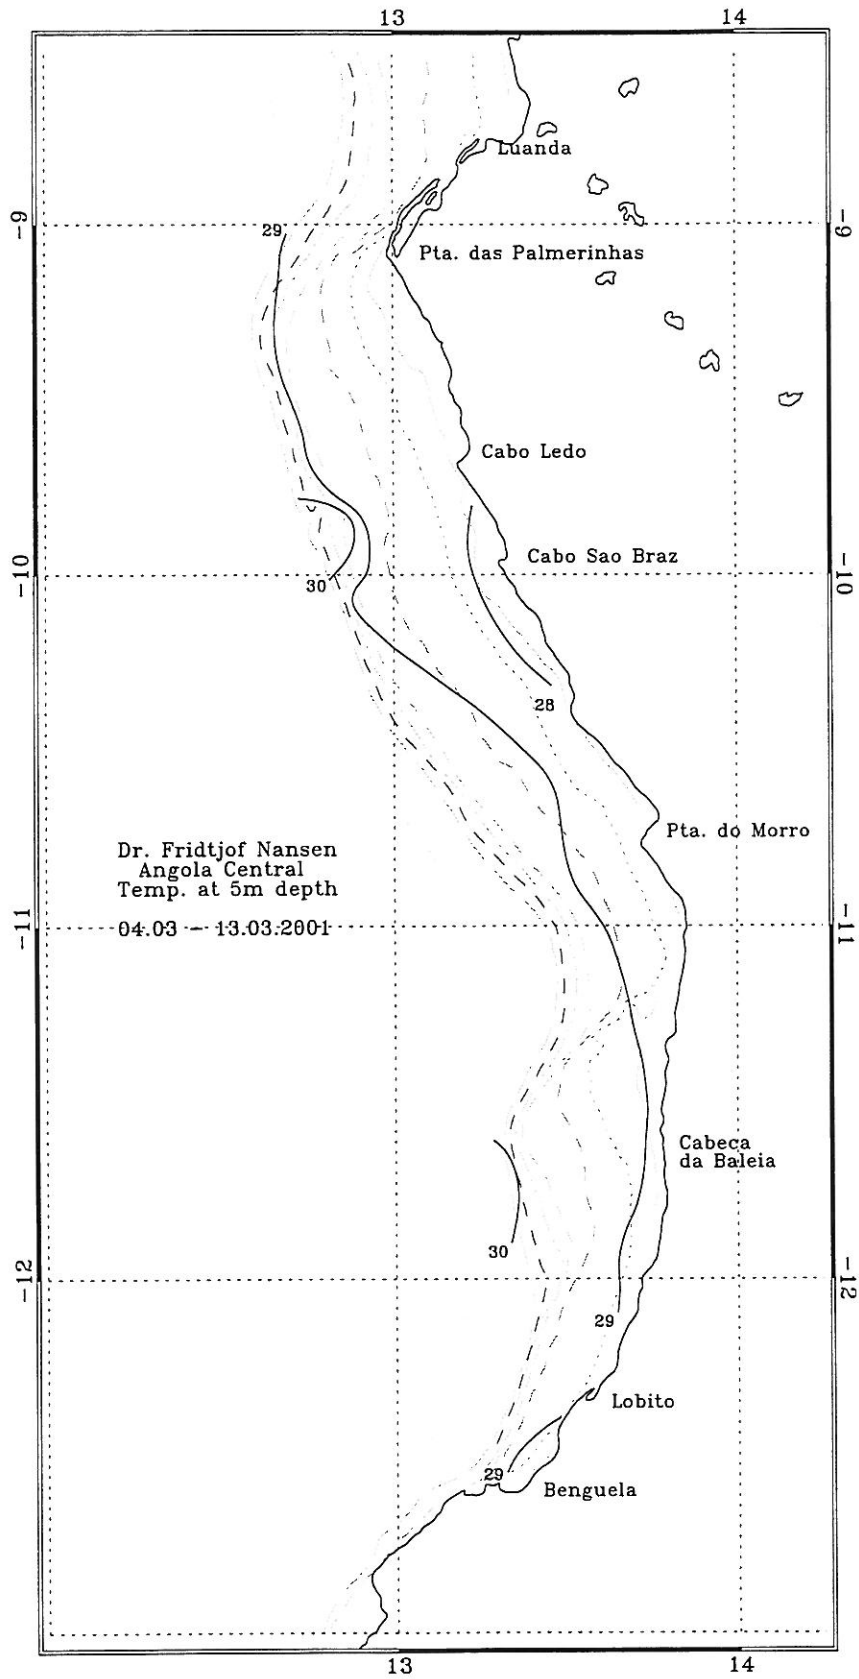 13 14
Luanda
-9 29 -9
Pta. das Palmerinhas
Cabo Ledo
Cabo Sao Braz
-10 30 -10
28
Pta. do Morro
Dr. Fridtjof Nansen
Angola Central
Temp. at 5m depth
04.03 - 13.03.2001
-11 -11
Cabeca
da Baleia
30
-12 -12
29
Lobito
29
Benguela
13 14